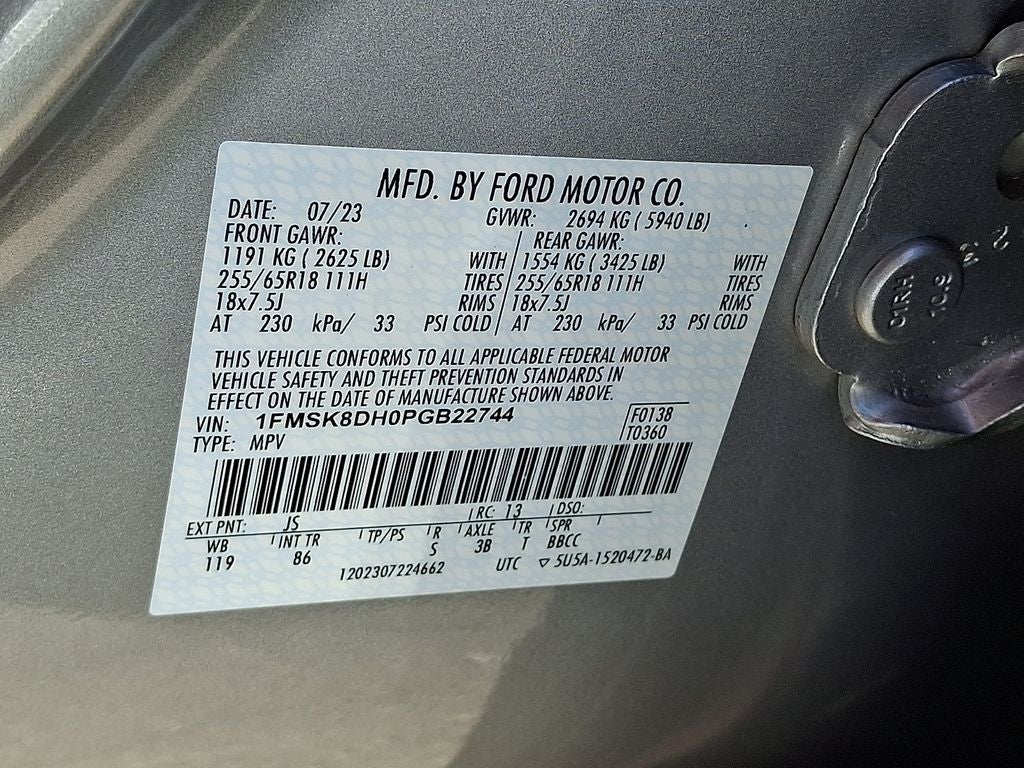 MFD. BY FORD MOTOR CO.
DATE: 07/23 GVWR: 2694 KG ( 5940 LB)
FRONT GAWR: REAR GAWR:
1191 KG ( 2625 LB) WITH 1554 KG ( 3425 LB) WITH
255/65R18 111H TIRES 255/65R18 111H TIRES
18x7.5J RIMS 18x7.5J RIMS
AT 230 kPa/ 33 PSI COLD AT 230 kPa/ 33 PSI COLD
THIS VEHICLE CONFORMS TO ALL APPLICABLE FEDERAL MOTOR
VEHICLE SAFETY AND THEFT PREVENTION STANDARDS IN
EFFECT ON THE DATE OF MANUFACTURE SHOWN ABOVE.
VIN: 1FMSK8DH0PGB22744 F0138
TYPE: MPV T0360
EXT PNT: JS RC: 13 DSO:
WB INT TR TP/PS R AXLE TR SPR
119 86 S 3B T BBCC
1202307224662 UTC ▽ 5U5A-1520472-BA
01RH
10.9